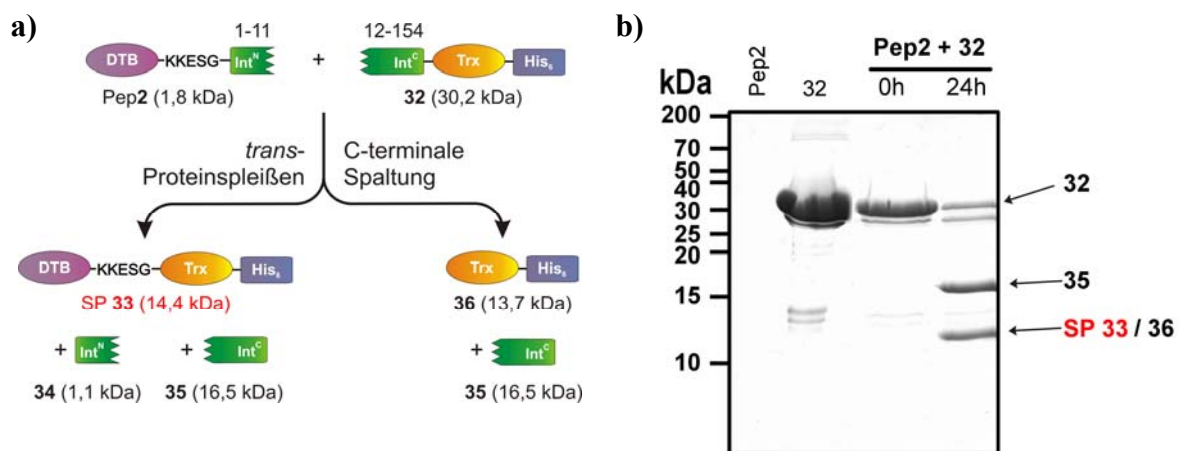 a)
1-11
12-154
DTB -KKESG- Int^N + Int^C Trx His₆
Pep2 (1,8 kDa)
32 (30,2 kDa)
trans-
Proteinspleißen
C-terminale
Spaltung
DTB -KKESG- Trx His₆
SP 33 (14,4 kDa)
Trx His₆
36 (13,7 kDa)
+ Int^N + Int^C
34 (1,1 kDa) 35 (16,5 kDa)
+ Int^C
35 (16,5 kDa)
b)
Pep2 + 32
kDa Pep2 32 0h 24h
200
70
50
40
30
25
20
15
10
32
35
SP 33 / 36